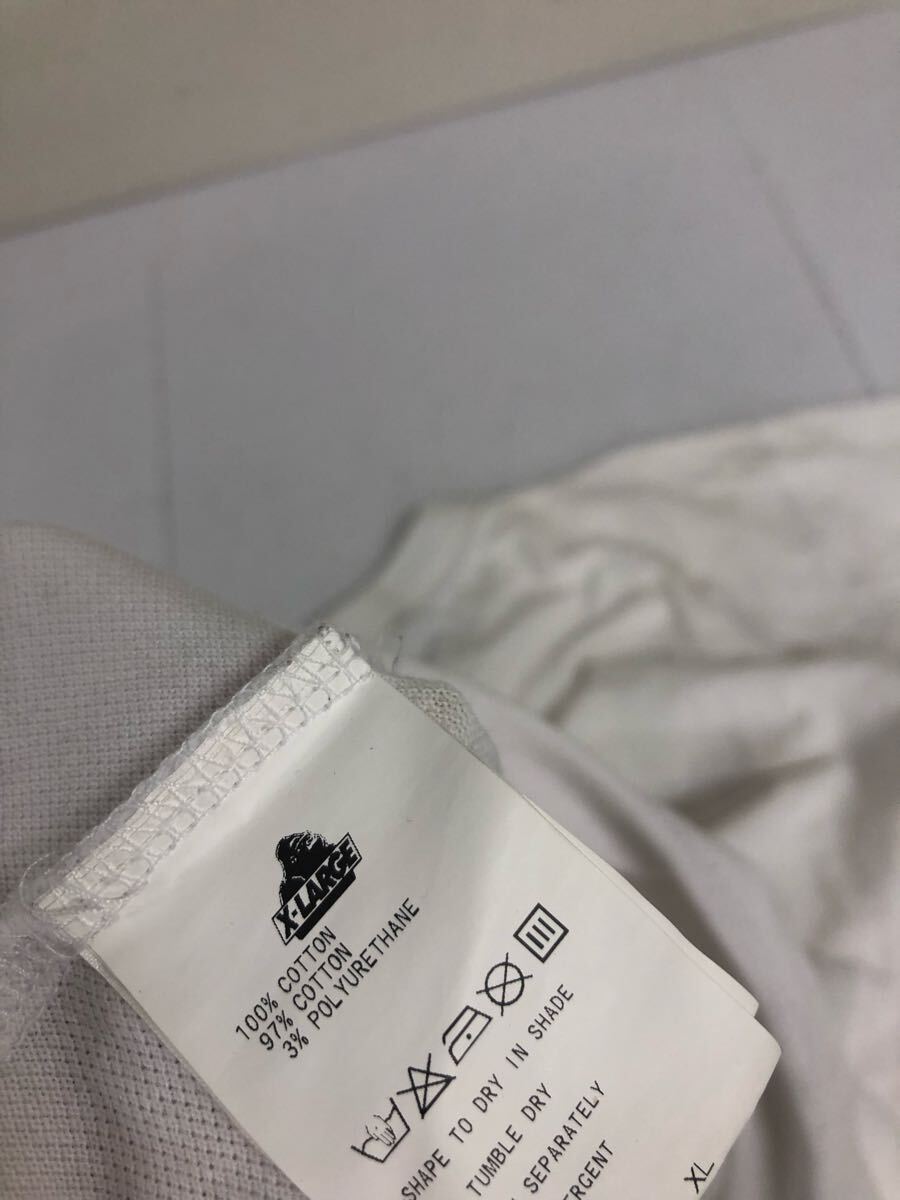 X-LARGE
100% COTTON
97% COTTON
3% POLYURETHANE
SHAPE TO DRY IN SHADE
TUMBLE DRY
SEPARATELY
XL